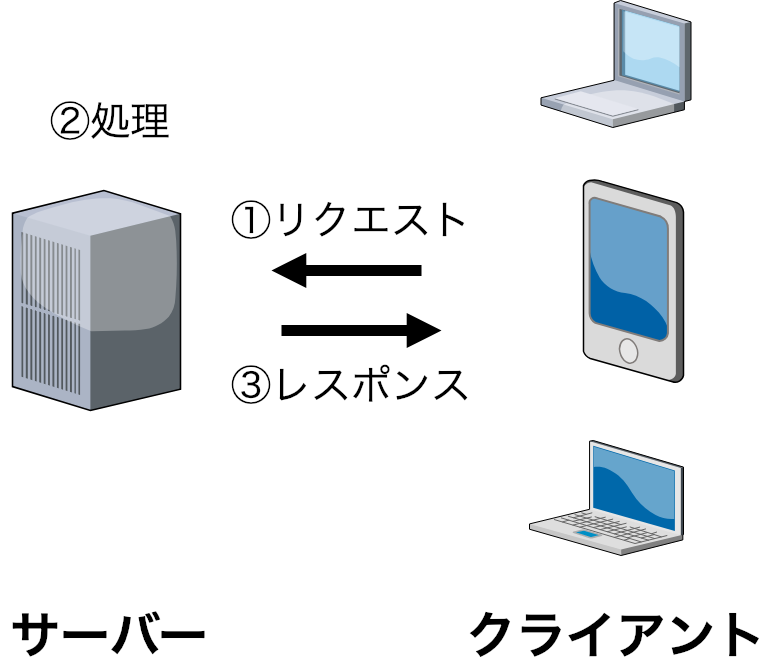 ②処理
①リクエスト
③レスポンス
サーバー
クライアント